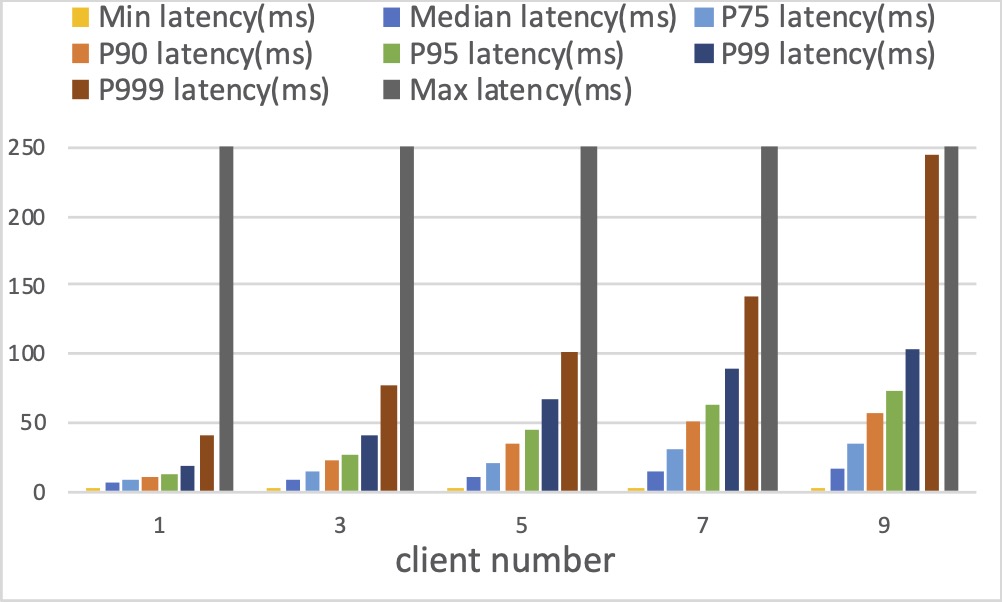 Min latency(ms) Median latency(ms) P75 latency(ms)
P90 latency(ms) P95 latency(ms) P99 latency(ms)
P999 latency(ms) Max latency(ms)
250
200
150
100
50
0
1 3 5 7 9
client number